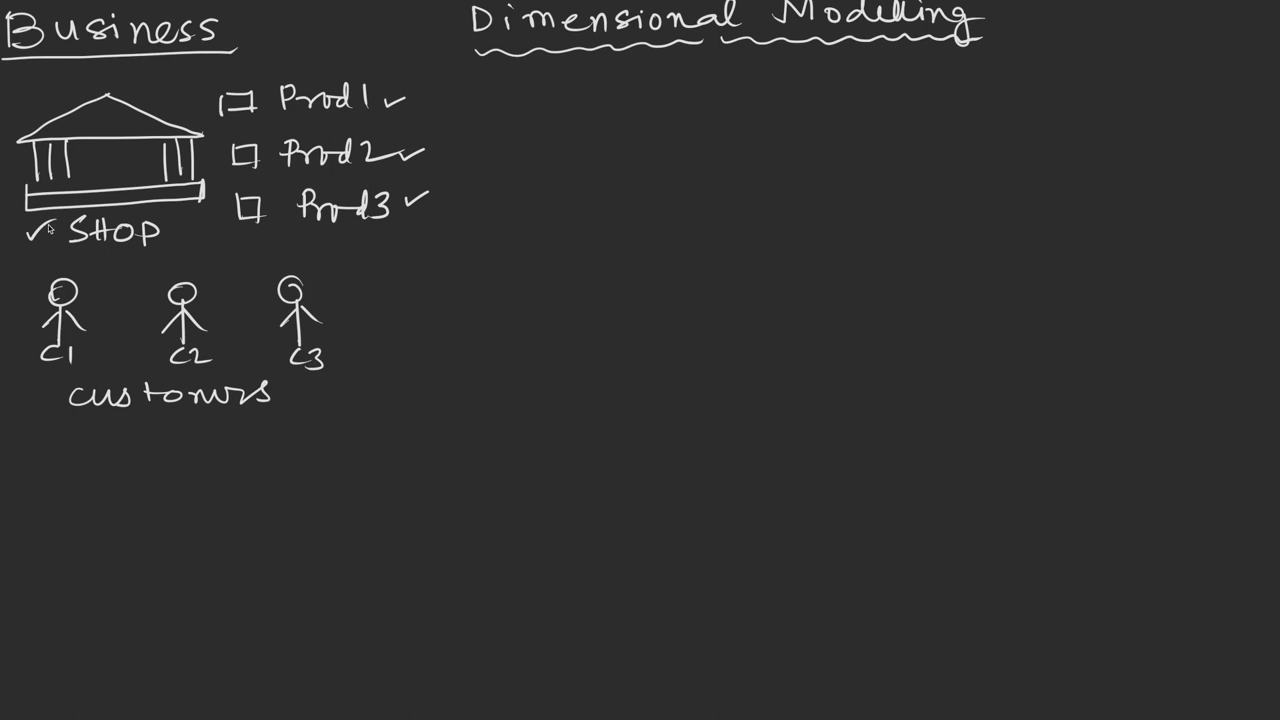 Business
Dimensional Modelling
Prod1
Prod2
Prod3
SHOP
C1 C2 C3
customers